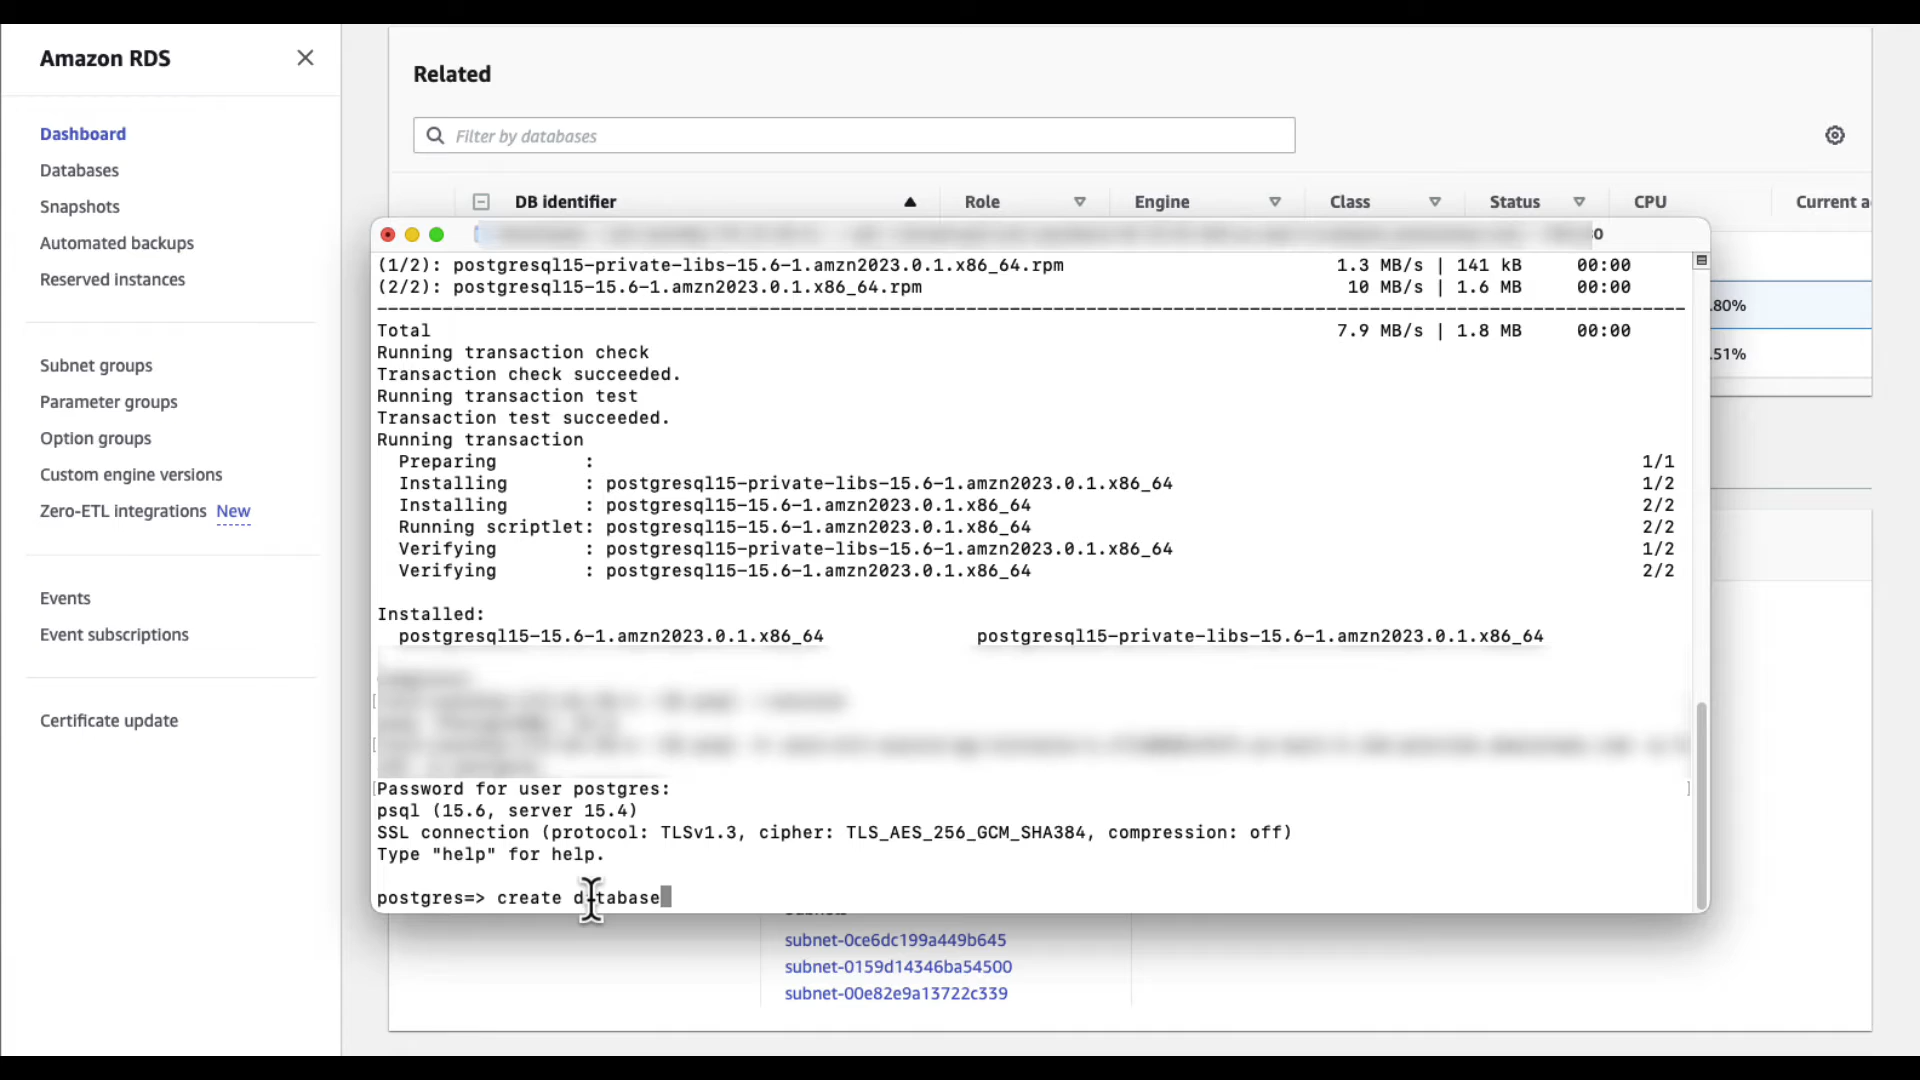 Amazon RDS
Dashboard
Databases
Snapshots
Automated backups
Reserved instances
Subnet groups
Parameter groups
Option groups
Custom engine versions
Zero-ETL integrations New
Events
Event subscriptions
Certificate update
Related
Filter by databases
DB identifier Role Engine Class Status CPU Current a
.80%
.51%
(1/2): postgresql15-private-libs-15.6-1.amzn2023.0.1.x86_64.rpm 1.3 MB/s | 141 kB 00:00
(2/2): postgresql15-15.6-1.amzn2023.0.1.x86_64.rpm 10 MB/s | 1.6 MB 00:00
Total 7.9 MB/s | 1.8 MB 00:00
Running transaction check
Transaction check succeeded.
Running transaction test
Transaction test succeeded.
Running transaction
Preparing : 1/1
Installing : postgresql15-private-libs-15.6-1.amzn2023.0.1.x86_64 1/2
Installing : postgresql15-15.6-1.amzn2023.0.1.x86_64 2/2
Running scriptlet: postgresql15-15.6-1.amzn2023.0.1.x86_64 2/2
Verifying : postgresql15-private-libs-15.6-1.amzn2023.0.1.x86_64 1/2
Verifying : postgresql15-15.6-1.amzn2023.0.1.x86_64 2/2
Installed:
postgresql15-15.6-1.amzn2023.0.1.x86_64 postgresql15-private-libs-15.6-1.amzn2023.0.1.x86_64
Password for user postgres:
psql (15.6, server 15.4)
SSL connection (protocol: TLSv1.3, cipher: TLS_AES_256_GCM_SHA384, compression: off)
Type "help" for help.
postgres=> create database
subnet-0ce6dc199a449b645
subnet-0159d14346ba54500
subnet-00e82e9a13722c339